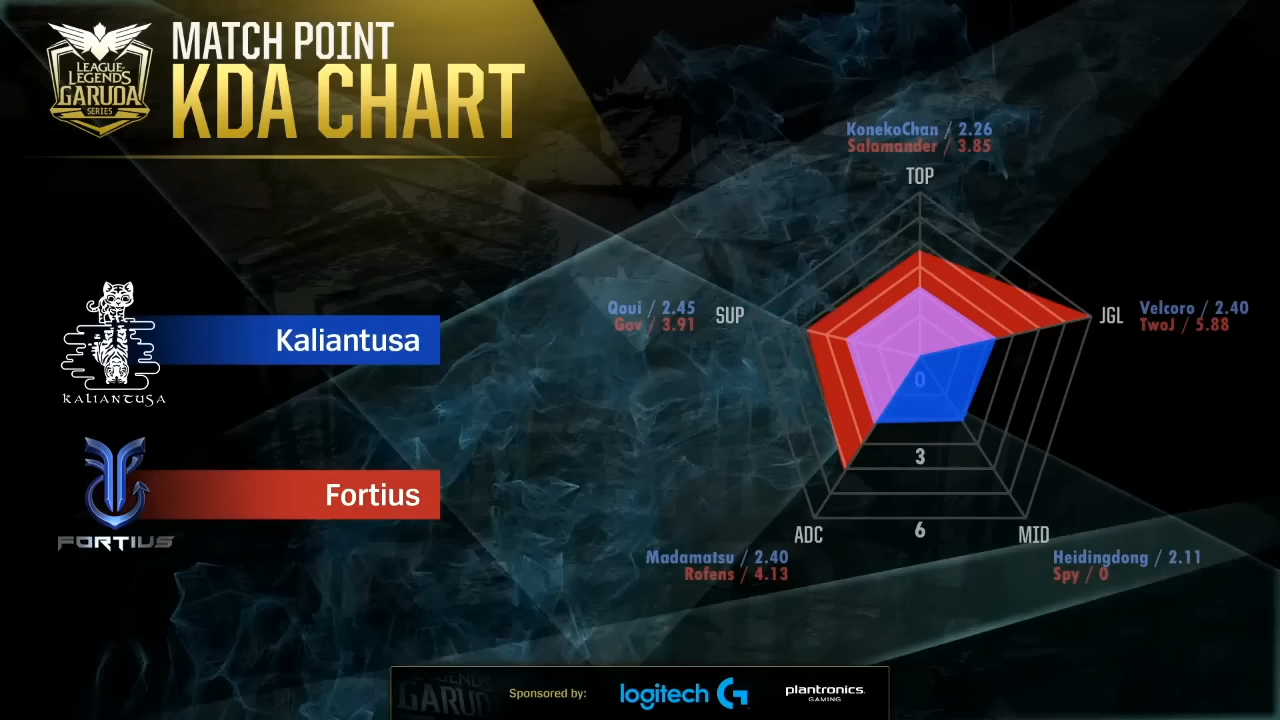 LEAGUE of
LEGENDS
GARUDA
SERIES
MATCH POINT
KDA CHART
KonekoChan / 2.26
Salamander / 3.85
TOP
Qoui / 2.45
Gov / 3.91
SUP
JGL
Velcoro / 2.40
TwoJ / 5.88
Kaliantusa
KALIANTUSA
0
3
6
Fortius
FORTIUS
ADC
MID
Madamatsu / 2.40
Rofens / 4.13
Heidingdong / 2.11
Spy / 0
GARUDA
Sponsored by:
logitech G
plantronics.
GAMING